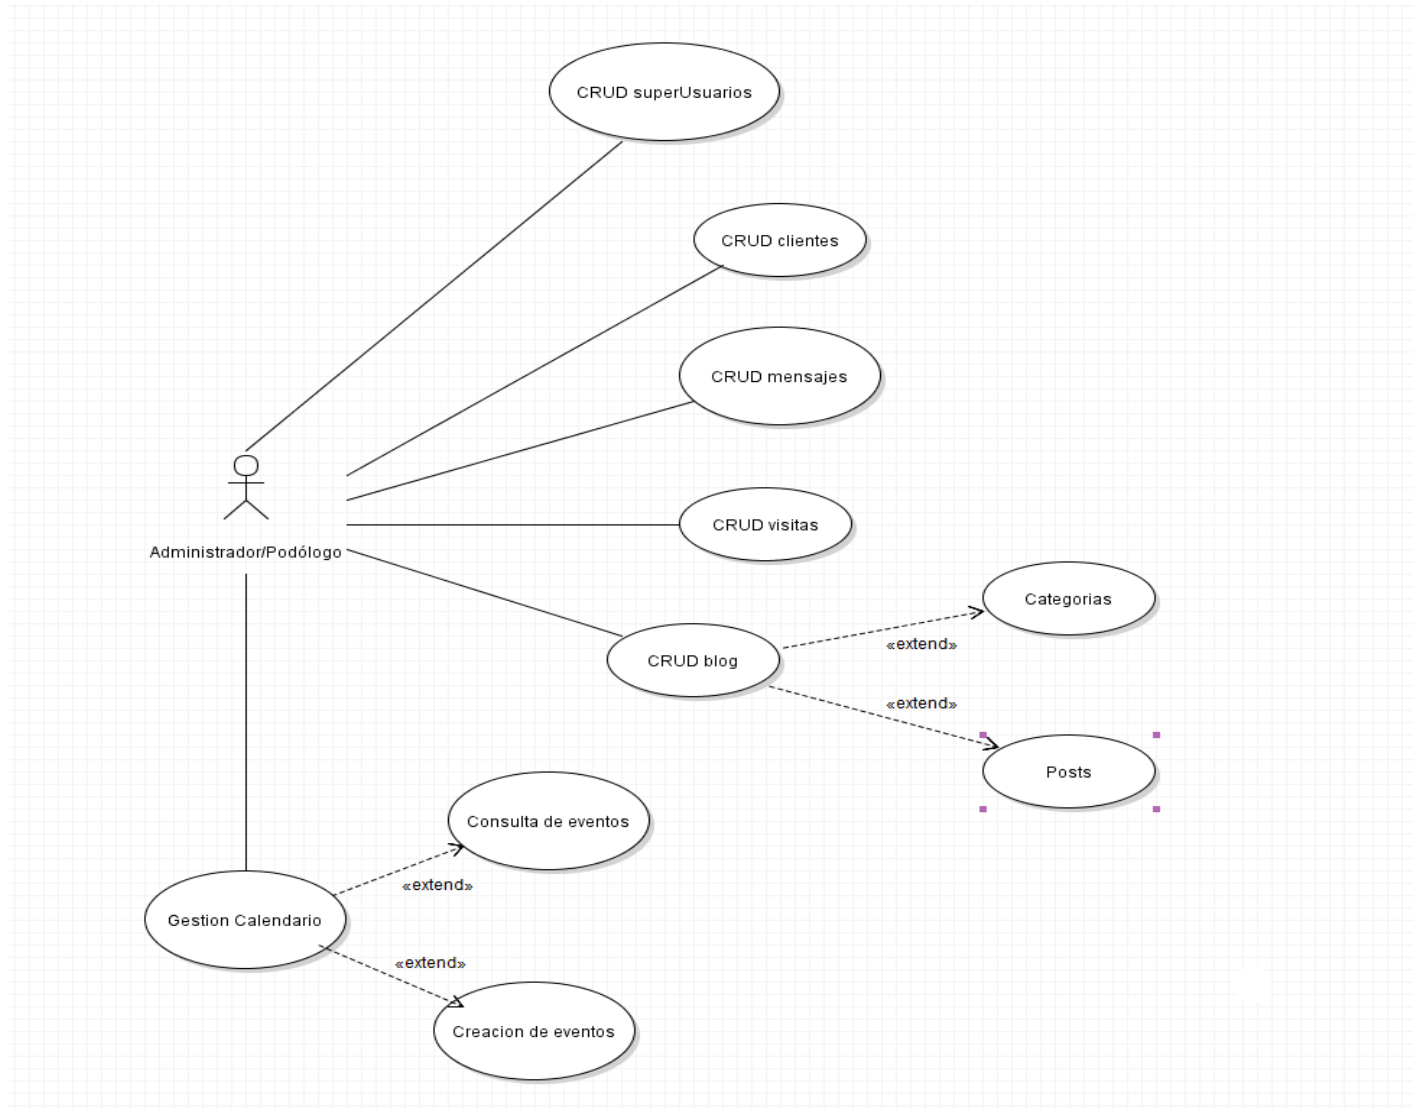 CRUD superUsuarios
CRUD clientes
CRUD mensajes
CRUD visitas
Administrador/Podólogo
Categorias
«extend»
CRUD blog
«extend»
Posts
Consulta de eventos
«extend»
Gestion Calendario
«extend»
Creacion de eventos